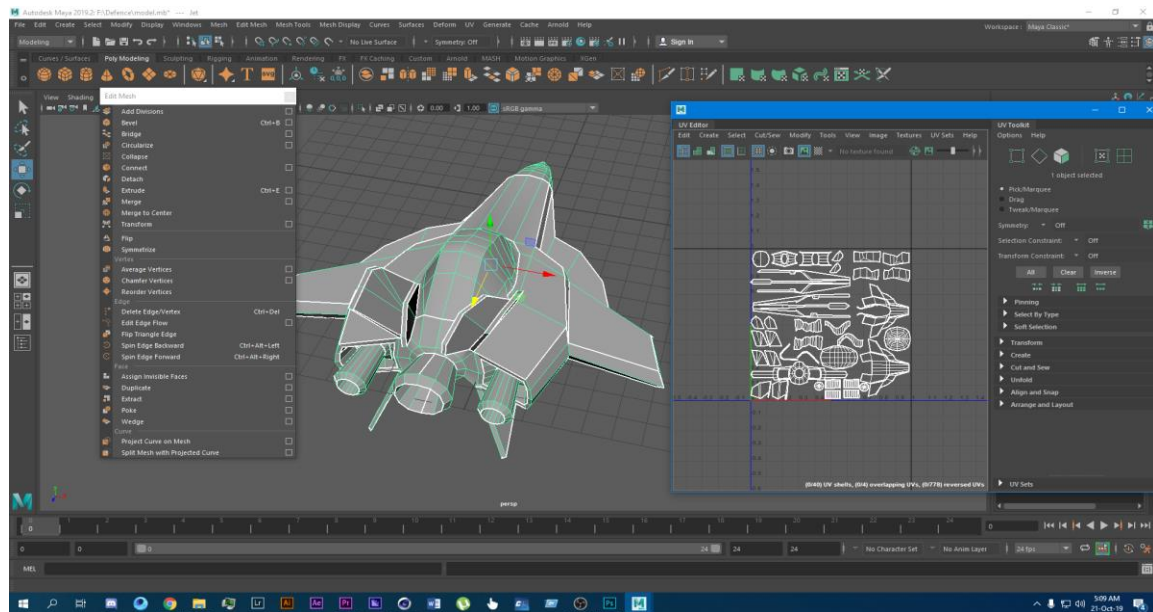 Autodesk Maya 2019.2: F:\Defence\model.mb* --- Jet
File Edit Create Select Modify Display Windows Mesh Edit Mesh Mesh Tools Mesh Display Curves Surfaces Deform UV Generate Cache Arnold Help
Workspace: Maya Classic*
Modeling
No Live Surface
Symmetry: Off
Sign In
Curves / Surfaces Poly Modeling Sculpting Rigging Animation Rendering FX FX Caching Custom Arnold MASH Motion Graphics XGen
View Shading
0.00 1.00 sRGB gamma
Edit Mesh
Add Divisions
Bevel Ctrl+B
Bridge
Circularize
Collapse
Connect
Detach
Extrude Ctrl+E
Merge
Merge to Center
Transform
Flip
Symmetrize
Vertex
Average Vertices
Chamfer Vertices
Reorder Vertices
Edge
Delete Edge/Vertex Ctrl+Del
Edit Edge Flow
Flip Triangle Edge
Spin Edge Backward Ctrl+Alt+Left
Spin Edge Forward Ctrl+Alt+Right
Face
Assign Invisible Faces
Duplicate
Extract
Poke
Wedge
Curve
Project Curve on Mesh
Split Mesh with Projected Curve
persp
UV Editor
Edit Create Select Cut/Sew Modify Tools View Image Textures UV Sets Help
No texture found
(0/40) UV shells, (0/4) overlapping UVs, (0/778) reversed UVs
UV Toolkit
Options Help
1 object selected
Pick/Marquee
Drag
Tweak/Marquee
Symmetry: Off
Selection Constraint: Off
Transform Constraint: Off
All Clear Inverse
Pinning
Select By Type
Soft Selection
Transform
Create
Cut and Sew
Unfold
Align and Snap
Arrange and Layout
UV Sets
0 0 0 24 24 24 No Character Set No Anim Layer 24 fps
MEL
5:09 AM
21-Oct-19